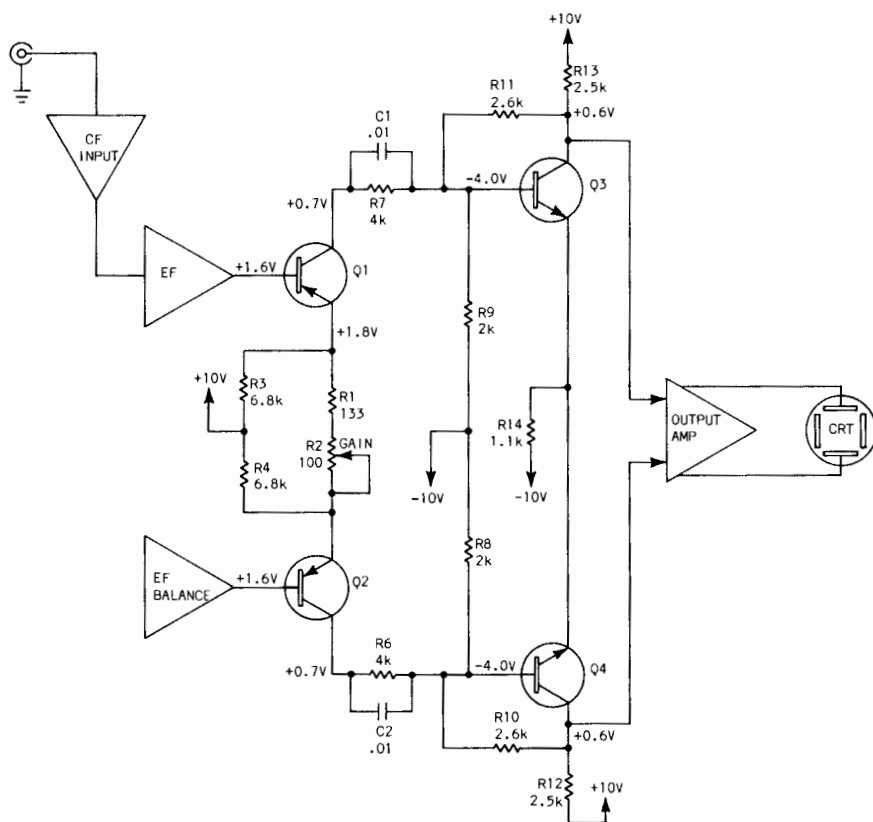 +10V
R13
2.5k
R11
2.6k
+0.6V
C1
.01
CF
INPUT
-4.0V
Q3
+0.7V
R7
4k
EF
+1.6V
Q1
R9
2k
+1.8V
+10V
R3
6.8k
R1
133
R14
1.1k
OUTPUT
AMP
CRT
R2
100
GAIN
R4
6.8k
-10V
-10V
R8
2k
EF
BALANCE
+1.6V
Q2
R6
4k
+0.7V
-4.0V
Q4
C2
.01
R10
2.6k
+0.6V
R12
2.5k
+10V